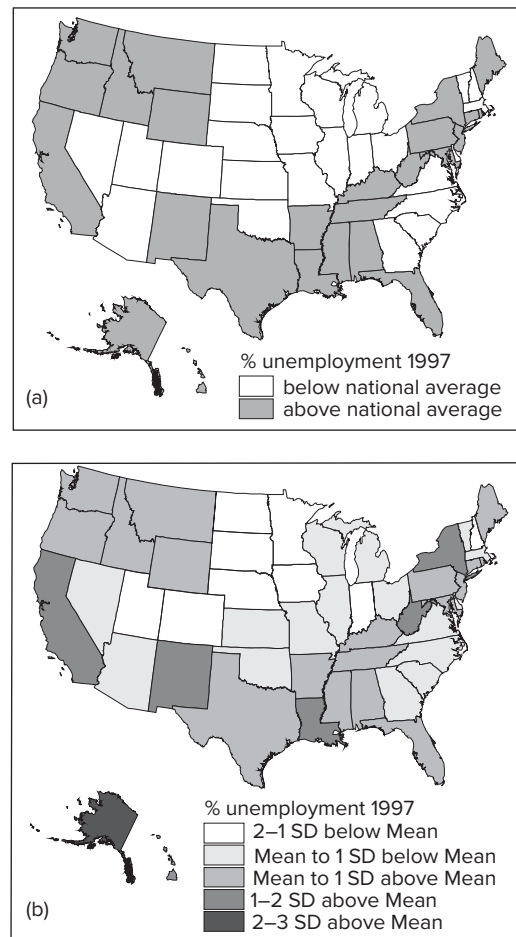 % unemployment 1997
below national average
above national average
(a)
% unemployment 1997
2–1 SD below Mean
Mean to 1 SD below Mean
Mean to 1 SD above Mean
1–2 SD above Mean
2–3 SD above Mean
(b)